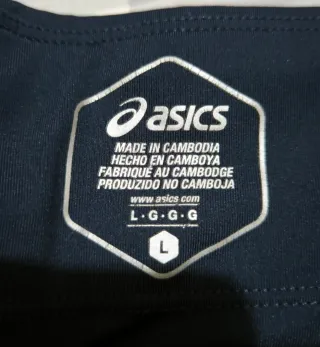 asics
MADE IN CAMBODIA
HECHO EN CAMBOYA
FABRIQUÉ AU CAMBODGE
PRODUZIDO NO CAMBOJA
www.asics.com
L·G·G·G
L